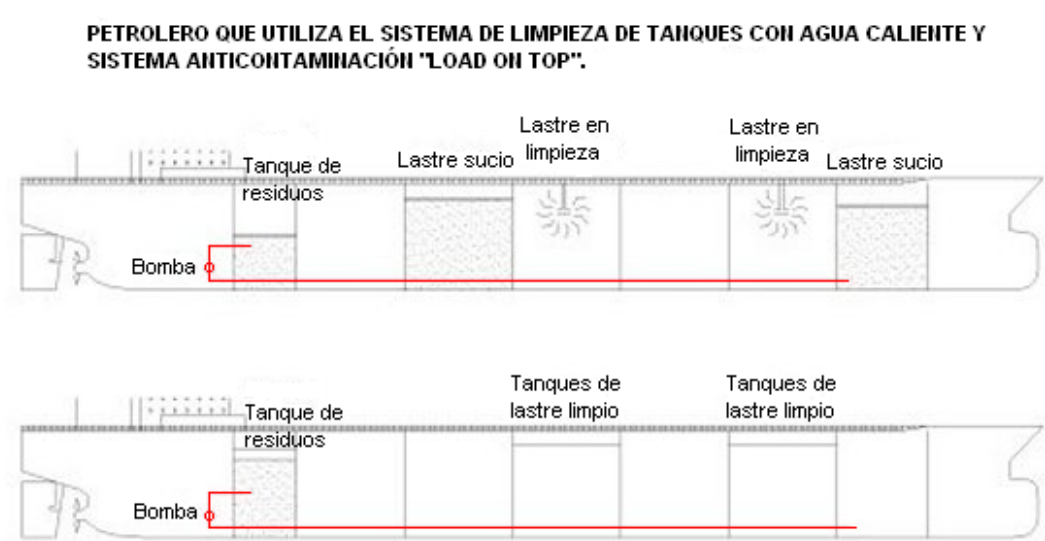 PETROLERO QUE UTILIZA EL SISTEMA DE LIMPIEZA DE TANQUES CON AGUA CALIENTE Y
SISTEMA ANTICONTAMINACIÓN "LOAD ON TOP".
Tanque de
residuos
Lastre sucio
Lastre en
limpieza
Lastre en
limpieza
Lastre sucio
Bomba
Tanque de
residuos
Tanques de
lastre limpio
Tanques de
lastre limpio
Bomba